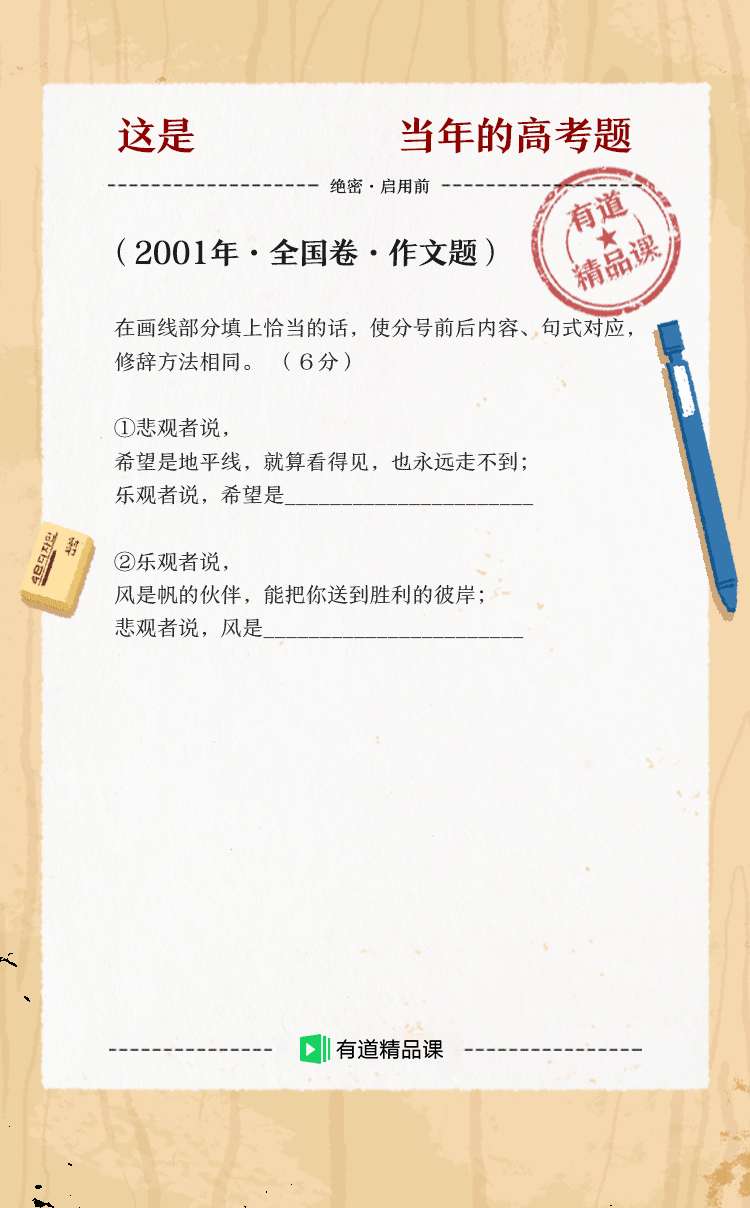 这是 当年的高考题
绝密·启用前
有道
精品课
（2001年·全国卷·作文题）
在画线部分填上恰当的话，使分号前后内容、句式对应，
修辞方法相同。（6分）
①悲观者说，
希望是地平线，就算看得见，也永远走不到；
乐观者说，希望是______________________
②乐观者说，
风是帆的伙伴，能把你送到胜利的彼岸；
悲观者说，风是_______________________
有道精品课